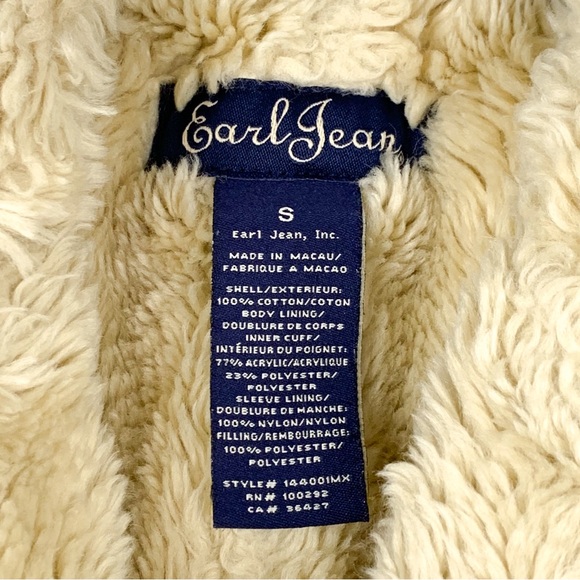 Earl Jean
S
Earl Jean, Inc.
MADE IN MACAU/
FABRIQUE A MACAO
SHELL/EXTERIEUR:
100% COTTON/COTON
BODY LINING/
DOUBLURE DE CORPS
INNER CUFF/
INTÉRIEUR DU POIGNET:
77% ACRYLIC/ACRYLIQUE
23% POLYESTER/
POLYESTER
SLEEVE LINING/
DOUBLURE DE MANCHE:
100% NYLON/NYLON
FILLING/REMBOURRAGE:
100% POLYESTER/
POLYESTER
STYLE# 144001MX
RN# 100292
CA# 36427